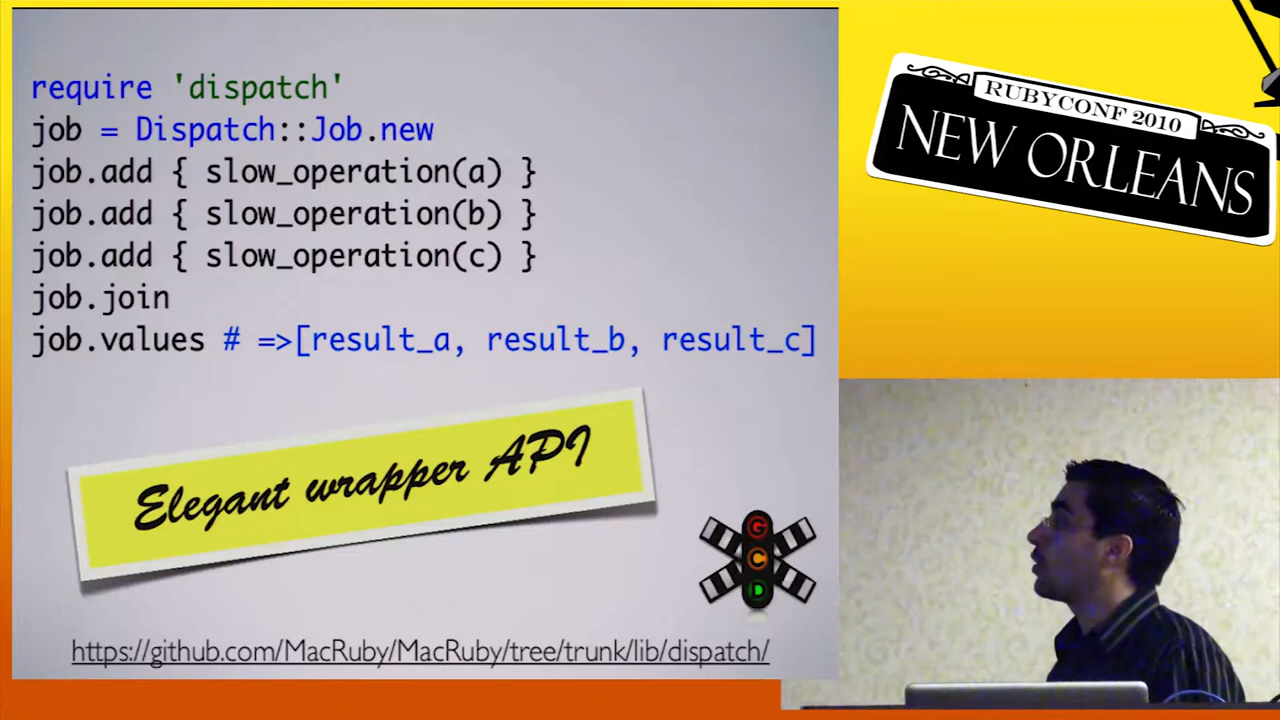 require 'dispatch'
job = Dispatch::Job.new
job.add { slow_operation(a) }
job.add { slow_operation(b) }
job.add { slow_operation(c) }
job.join
job.values # =>[result_a, result_b, result_c]
Elegant wrapper API
G
C
D
https://github.com/MacRuby/MacRuby/tree/trunk/lib/dispatch/
RUBYCONF 2010
NEW ORLEANS